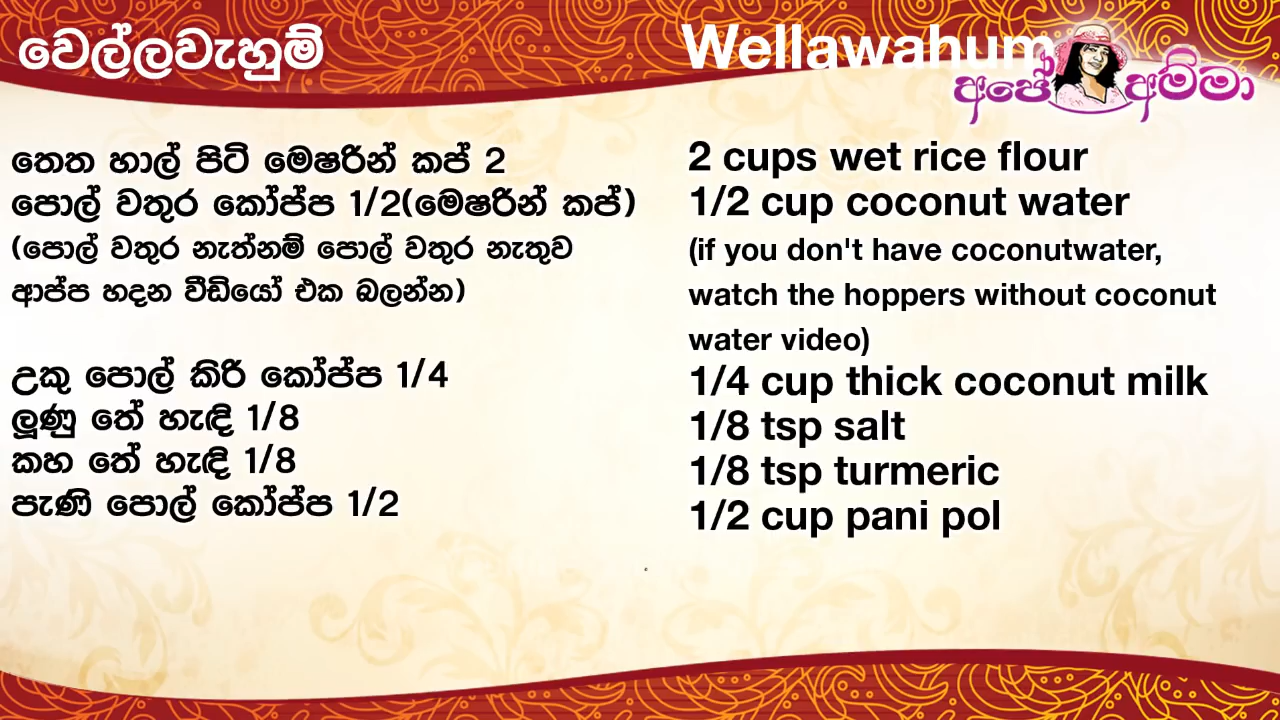 වෙල්ලවැහුම්
Wellawahum
අපේ අම්මා
තෙත හාල් පිටි මෙෂරින් කප් 2
පොල් වතුර කෝප්ප 1/2(මෙෂරින් කප්)
(පොල් වතුර නැත්නම් පොල් වතුර නැතුව
ආප්ප හදන වීඩියෝ එක බලන්න)
උකු පොල් කිරි කෝප්ප 1/4
ලූණු තේ හැඳි 1/8
කහ තේ හැඳි 1/8
පැණි පොල් කෝප්ප 1/2
2 cups wet rice flour
1/2 cup coconut water
(if you don't have coconutwater,
watch the hoppers without coconut
water video)
1/4 cup thick coconut milk
1/8 tsp salt
1/8 tsp turmeric
1/2 cup pani pol